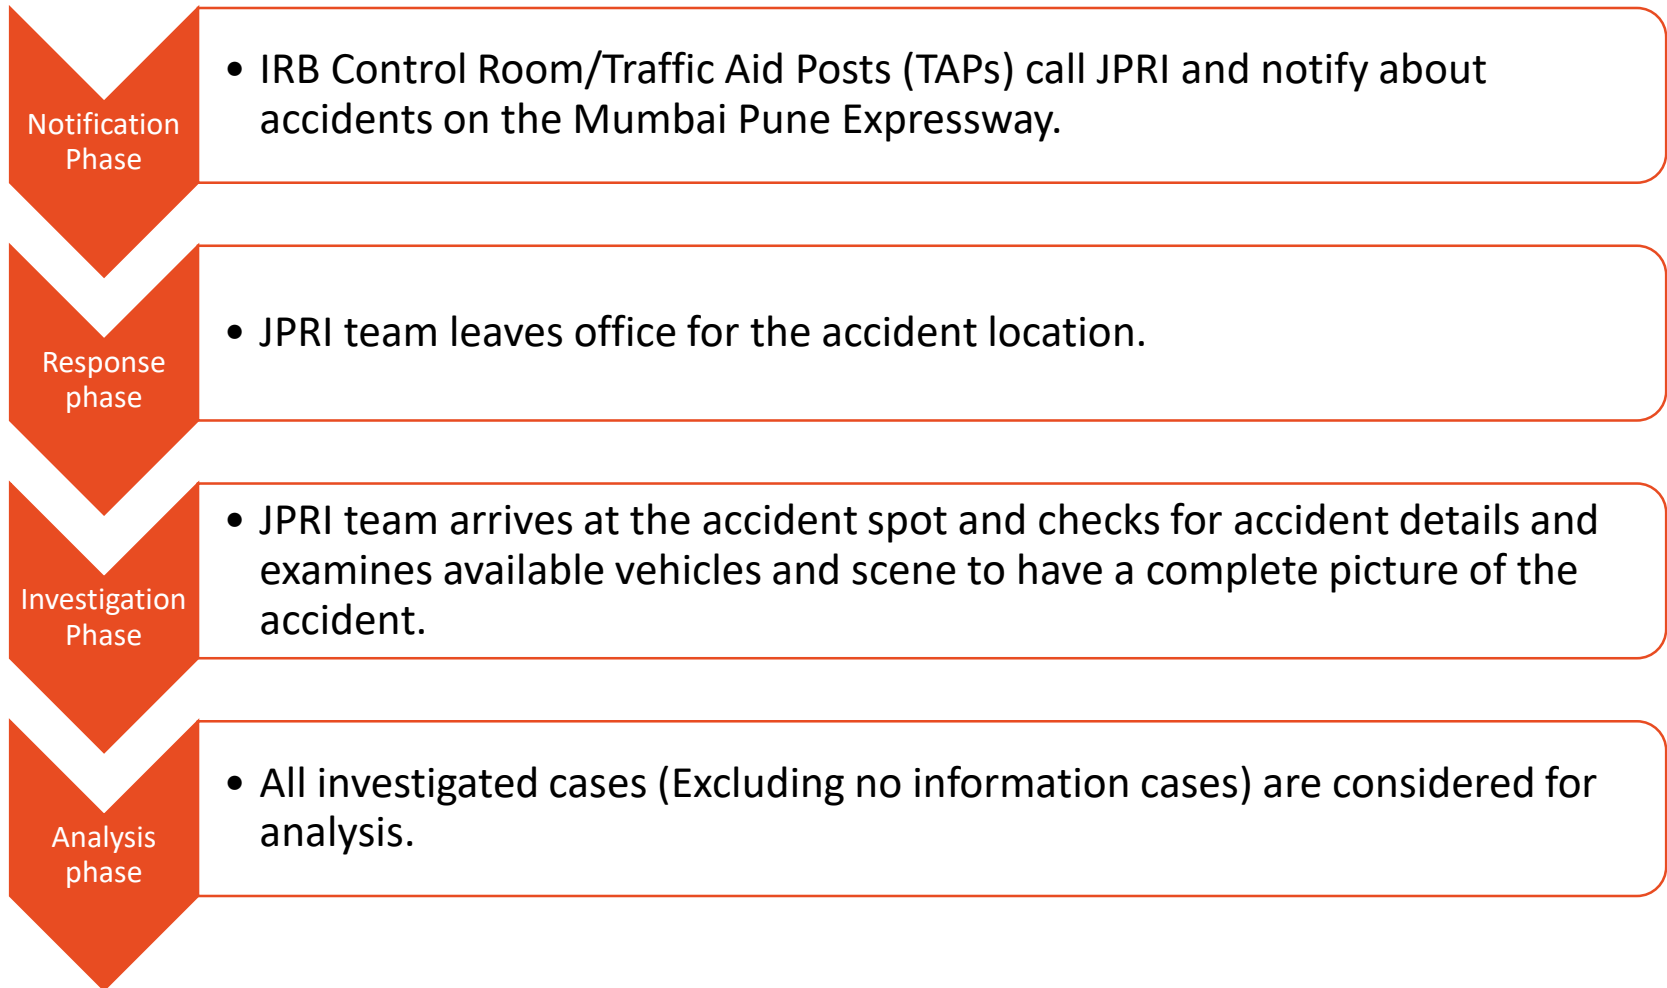 Notification
Phase
• IRB Control Room/Traffic Aid Posts (TAPs) call JPRI and notify about
accidents on the Mumbai Pune Expressway.
Response
phase
• JPRI team leaves office for the accident location.
Investigation
Phase
• JPRI team arrives at the accident spot and checks for accident details and
examines available vehicles and scene to have a complete picture of the
accident.
Analysis
phase
• All investigated cases (Excluding no information cases) are considered for
analysis.